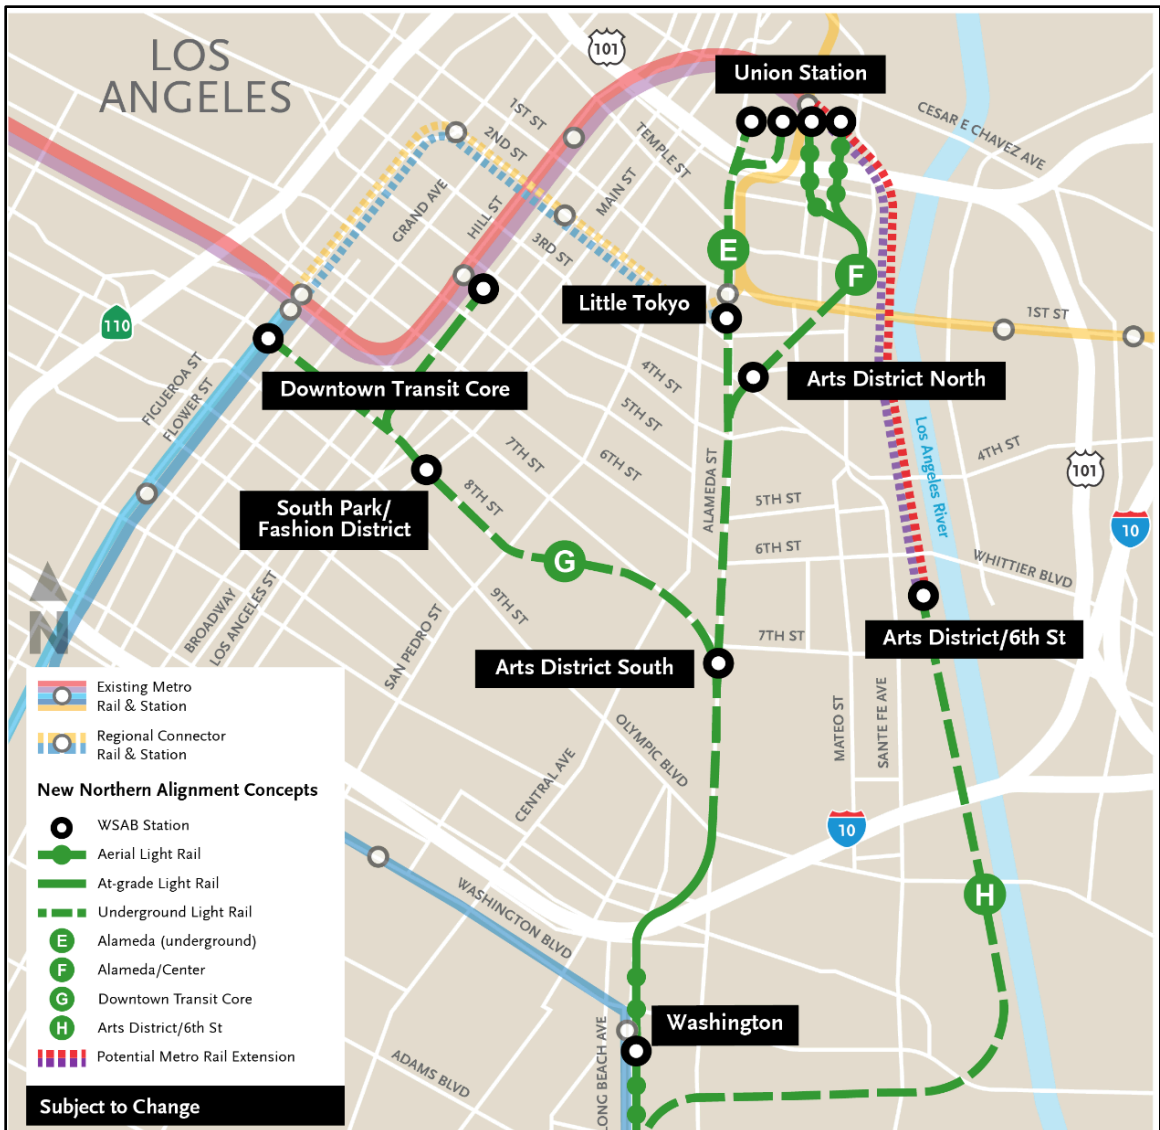 LOS
ANGELES
101
Union Station
CESAR E CHAVEZ AVE
1ST ST
2ND ST
TEMPLE ST
MAIN ST
GRAND AVE
HILL ST
3RD ST
E
F
Little Tokyo
1ST ST
110
FIGUEROA ST
FLOWER ST
Downtown Transit Core
4TH ST
5TH ST
Arts District North
Los Angeles River
4TH ST
101
10
7TH ST
6TH ST
8TH ST
ALAMEDA ST
5TH ST
6TH ST
South Park/
Fashion District
G
WHITTIER BLVD
N
BROADWAY
LOS ANGELES ST
SAN PEDRO ST
9TH ST
7TH ST
Arts District/6th St
Arts District South
MATEO ST
SANTE FE AVE
OLYMPIC BLVD
CENTRAL AVE
10
H
WASHINGTON BLVD
Washington
LONG BEACH AVE
ADAMS BLVD
Existing Metro
Rail & Station
Regional Connector
Rail & Station
New Northern Alignment Concepts
WSAB Station
Aerial Light Rail
At-grade Light Rail
Underground Light Rail
E Alameda (underground)
F Alameda/Center
G Downtown Transit Core
H Arts District/6th St
Potential Metro Rail Extension
Subject to Change